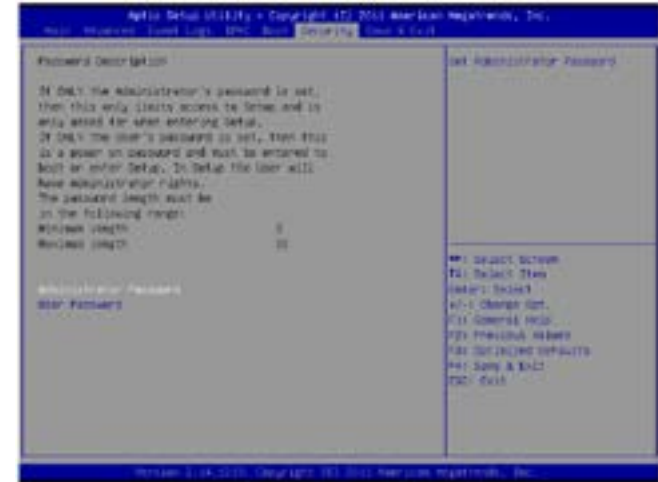 Aptio Setup Utility - Copyright (C) 2011 American Megatrends, Inc.
Main Advanced Event Logs IPMI Boot Security Save & Exit
Password Description
If ONLY the Administrator's password is set,
then this only limits access to Setup and is
only asked for when entering Setup.
If ONLY the User's password is set, then this
is a power on password and must be entered to
boot or enter Setup. In Setup the User will
have Administrator rights.
The password length must be
in the following range:
Minimum length
Maximum length
Administrator Password
User Password
Set Administrator Password
Select Screen
Select Item
Enter: Select
+/-: Change Opt.
F1: General Help
F2: Previous Values
F3: Optimized Defaults
F4: Save & Exit
ESC: Exit
Version Copyright (C) 2011 American Megatrends, Inc.